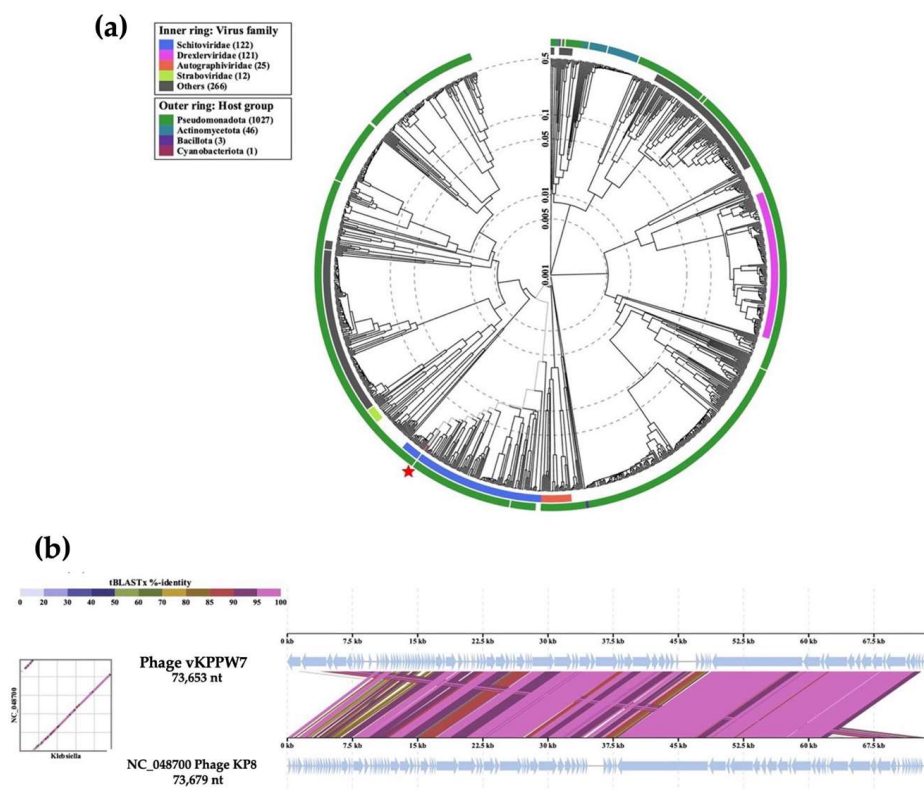 (a)
Inner ring: Virus family
Schitoviridae (122)
Drexlerviridae (121)
Autographiviridae (25)
Straboviridae (12)
Others (266)
Outer ring: Host group
Pseudomonadota (1027)
Actinomycetota (46)
Bacillota (3)
Cyanobacteriota (1)
0.5
0.1
0.05
0.01
0.005
0.001
(b)
tBLASTx %-identity
0 20 30 40 50 60 70 80 85 90 95 100
0 kb 7.5 kb 15 kb 22.5 kb 30 kb 37.5 kb 45 kb 52.5 kb 60 kb 67.5 kb
Phage vKPPW7
73,653 nt
NC_048700
Klebsiella
0 kb 7.5 kb 15 kb 22.5 kb 30 kb 37.5 kb 45 kb 52.5 kb 60 kb 67.5 kb
NC_048700 Phage KP8
73,679 nt